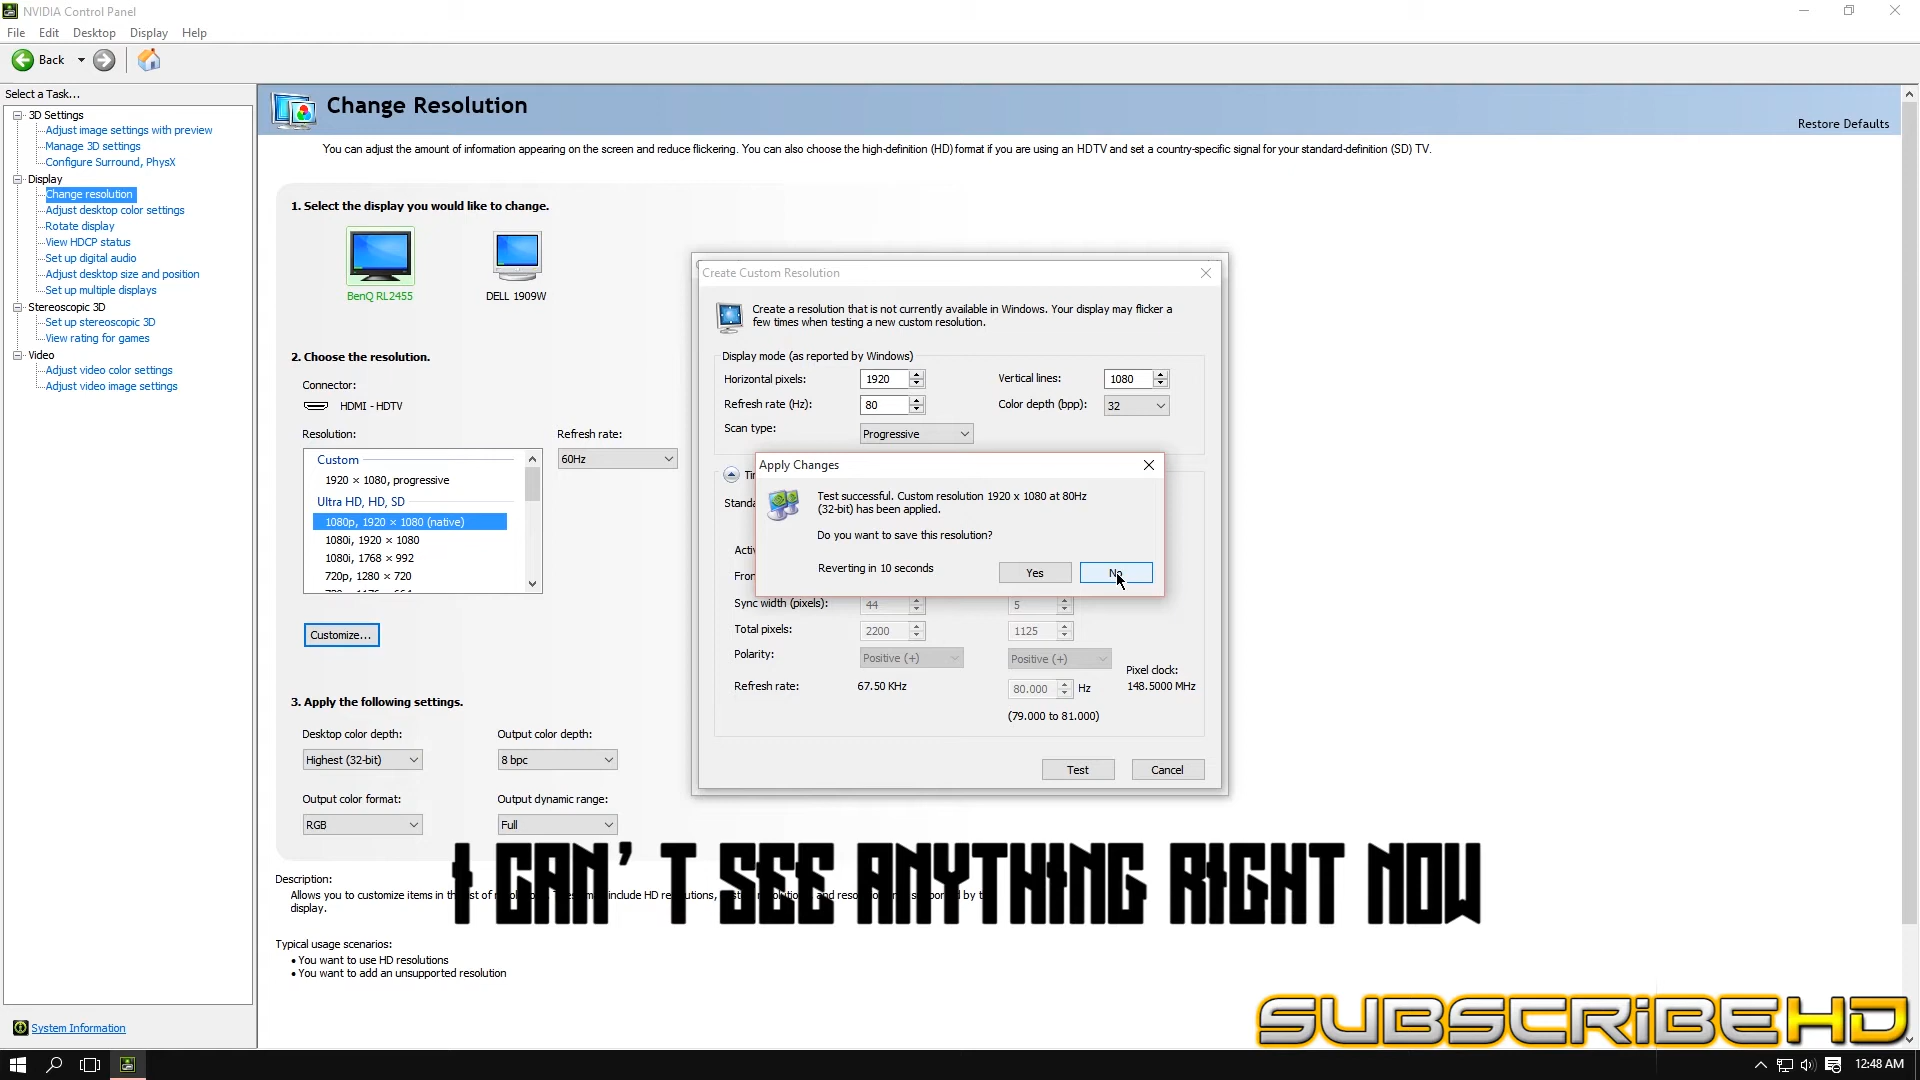 NVIDIA Control Panel
File Edit Desktop Display Help
Back
Select a Task...
3D Settings
Adjust image settings with preview
Manage 3D settings
Configure Surround, PhysX
Display
Change resolution
Adjust desktop color settings
Rotate display
View HDCP status
Set up digital audio
Adjust desktop size and position
Set up multiple displays
Stereoscopic 3D
Set up stereoscopic 3D
View rating for games
Video
Adjust video color settings
Adjust video image settings
System Information
Change Resolution
Restore Defaults
You can adjust the amount of information appearing on the screen and reduce flickering. You can also choose the high-definition (HD) format if you are using an HDTV and set a country-specific signal for your standard-definition (SD) TV.
1. Select the display you would like to change.
BenQ RL2455 DELL 1909W
2. Choose the resolution.
Connector:
HDMI - HDTV
Resolution: Refresh rate:
60Hz
Custom
1920 × 1080, progressive
Ultra HD, HD, SD
1080p, 1920 × 1080 (native)
1080i, 1920 × 1080
1080i, 1768 × 992
720p, 1280 × 720
Customize...
3. Apply the following settings.
Desktop color depth: Output color depth:
Highest (32-bit) 8 bpc
Output color format: Output dynamic range:
RGB Full
Description:
Allows you to customize items in the
display.
Typical usage scenarios:
• You want to use HD resolutions
• You want to add an unsupported resolution
Create Custom Resolution
Create a resolution that is not currently available in Windows. Your display may flicker a
few times when testing a new custom resolution.
Display mode (as reported by Windows)
Horizontal pixels: 1920 Vertical lines: 1080
Refresh rate (Hz): 80 Color depth (bpp): 32
Scan type: Progressive
Apply Changes
Test successful. Custom resolution 1920 x 1080 at 80Hz
(32-bit) has been applied.
Do you want to save this resolution?
Reverting in 10 seconds Yes No
Sync width (pixels): 44 5
Total pixels: 2200 1125
Polarity: Positive (+) Positive (+)
Pixel clock:
Refresh rate: 67.50 KHz 80.000 Hz 148.5000 MHz
(79.000 to 81.000)
Test Cancel
I CAN'T SEE ANYTHING RIGHT NOW
SUBSCRIBEHD
12:48 AM